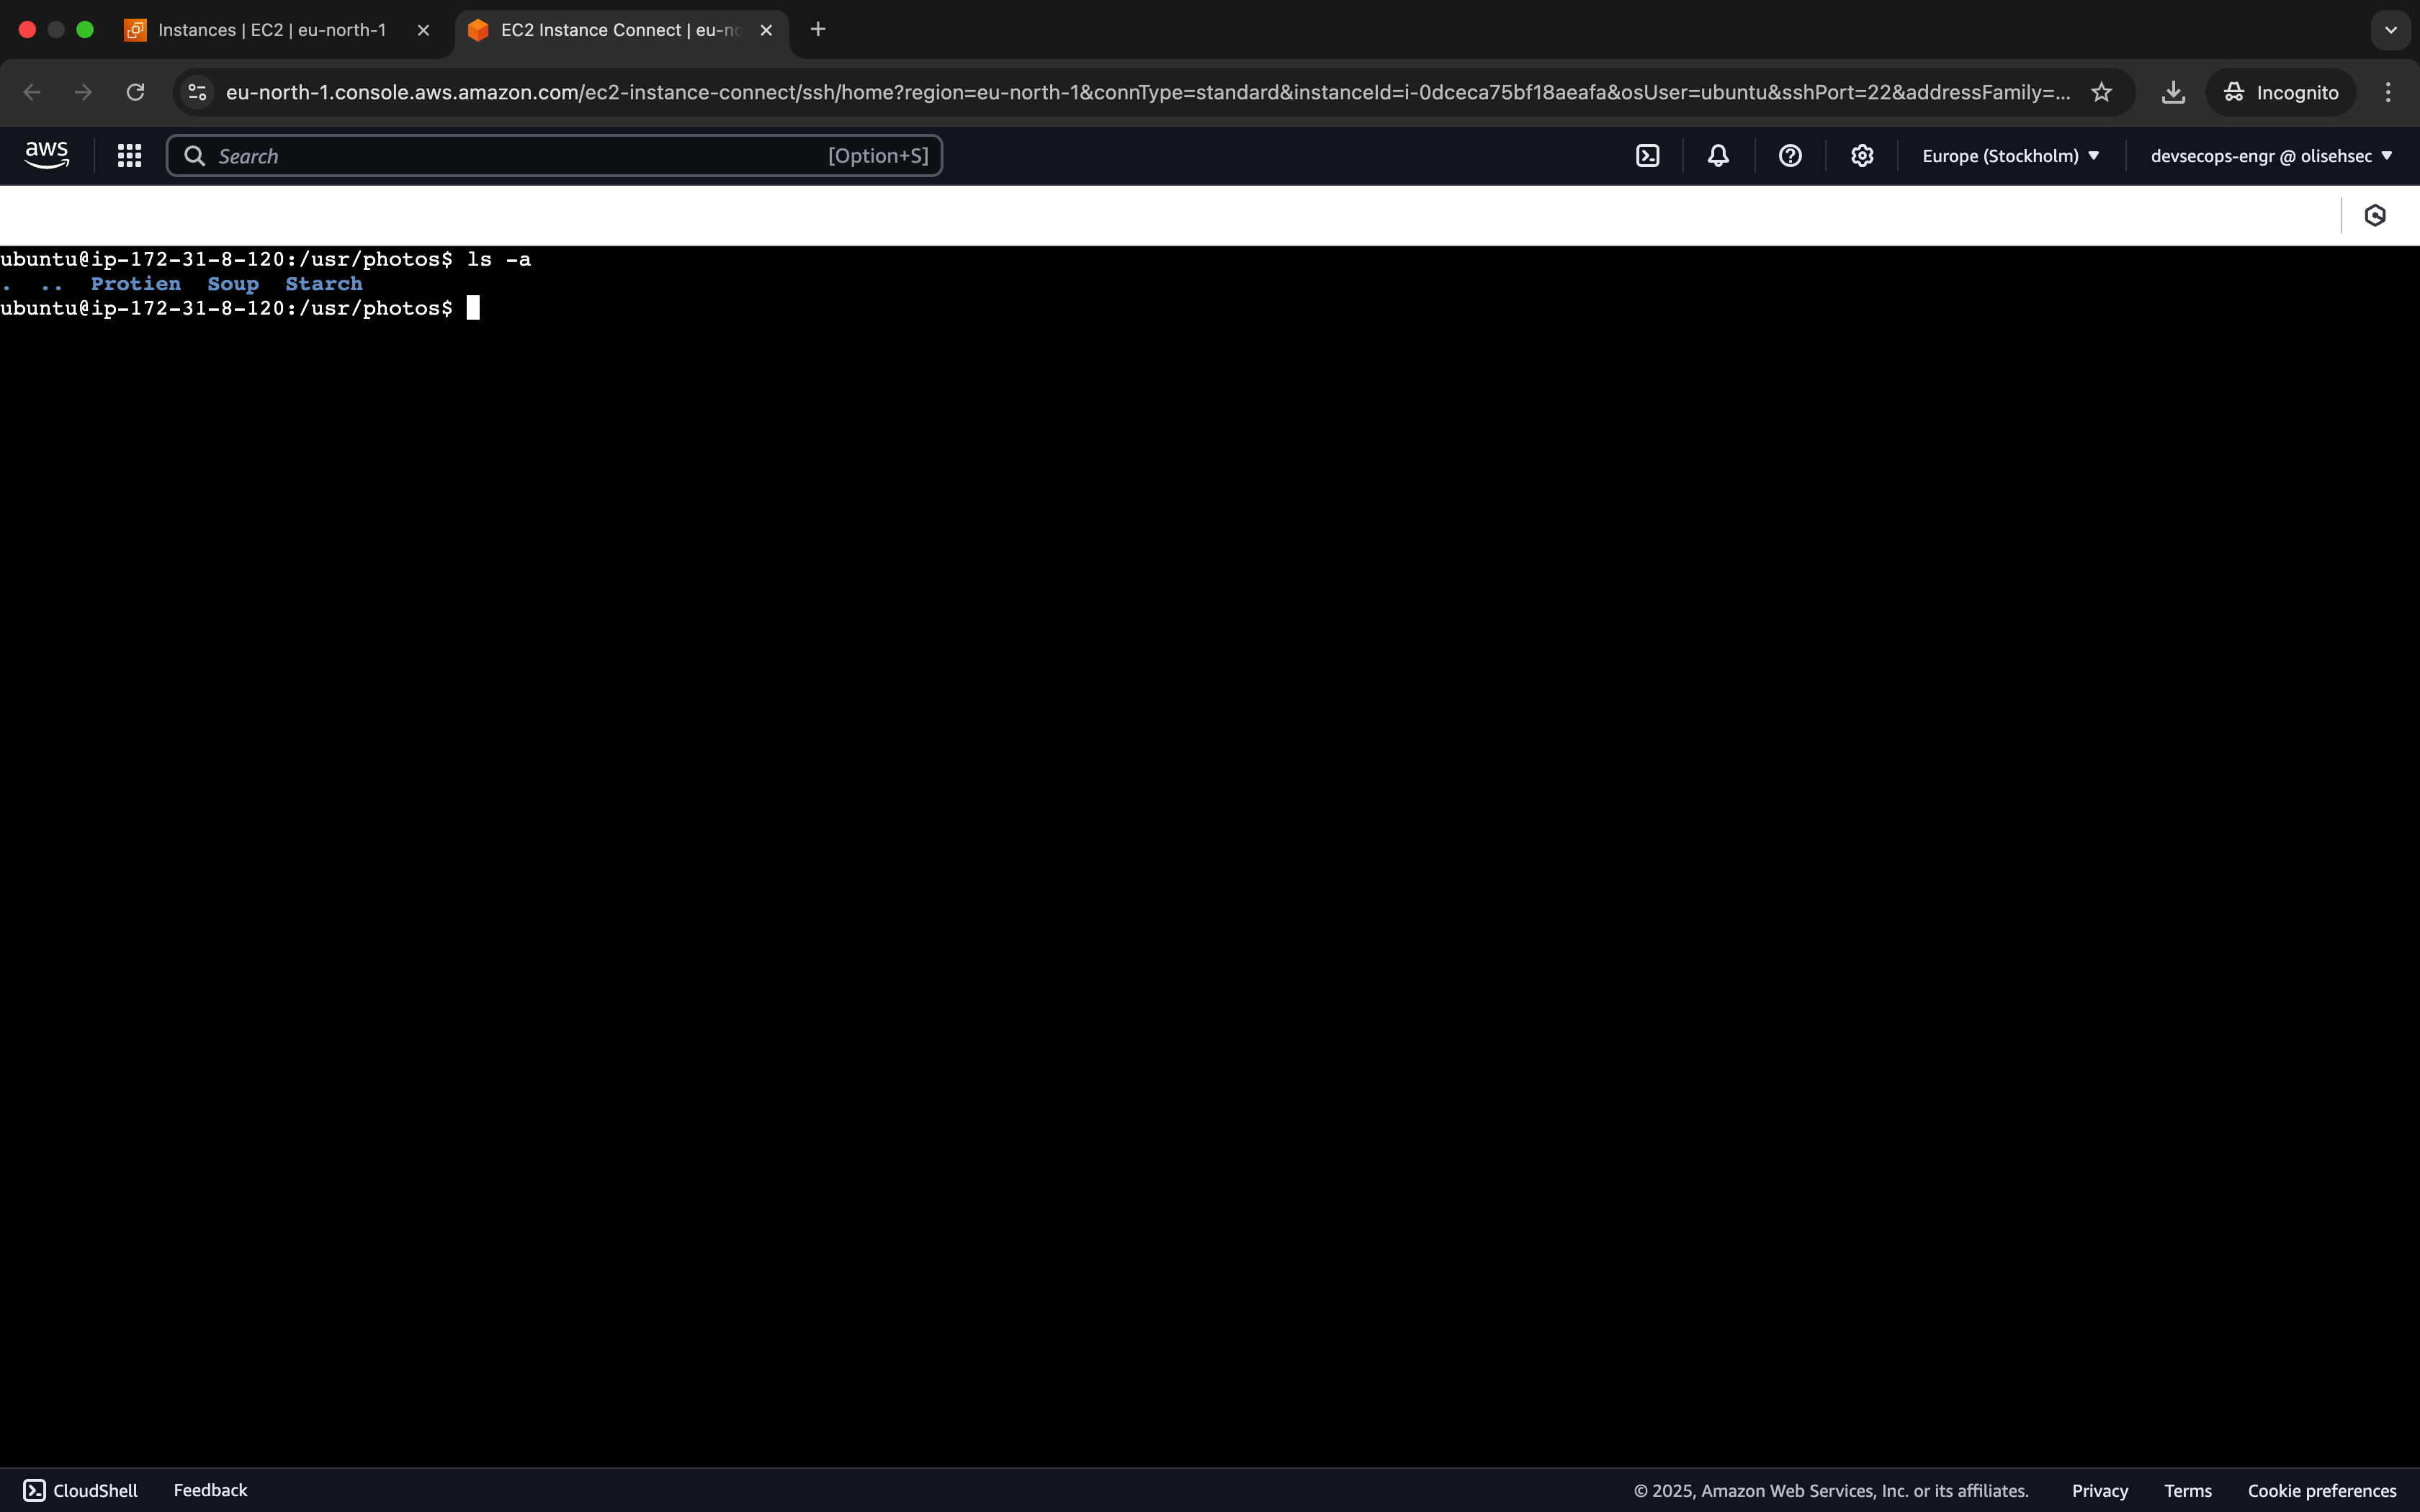 Instances | EC2 | eu-north-1
EC2 Instance Connect | eu-no
eu-north-1.console.aws.amazon.com/ec2-instance-connect/ssh/home?region=eu-north-1&connType=standard&instanceId=i-0dceca75bf18aeafa&osUser=ubuntu&sshPort=22&addressFamily=...
Incognito
aws
Search
[Option+S]
Europe (Stockholm)
devsecops-engr @ olisehsec
ubuntu@ip-172-31-8-120:/usr/photos$ ls -a
. .. Protien Soup Starch
ubuntu@ip-172-31-8-120:/usr/photos$
CloudShell
Feedback
© 2025, Amazon Web Services, Inc. or its affiliates.
Privacy
Terms
Cookie preferences